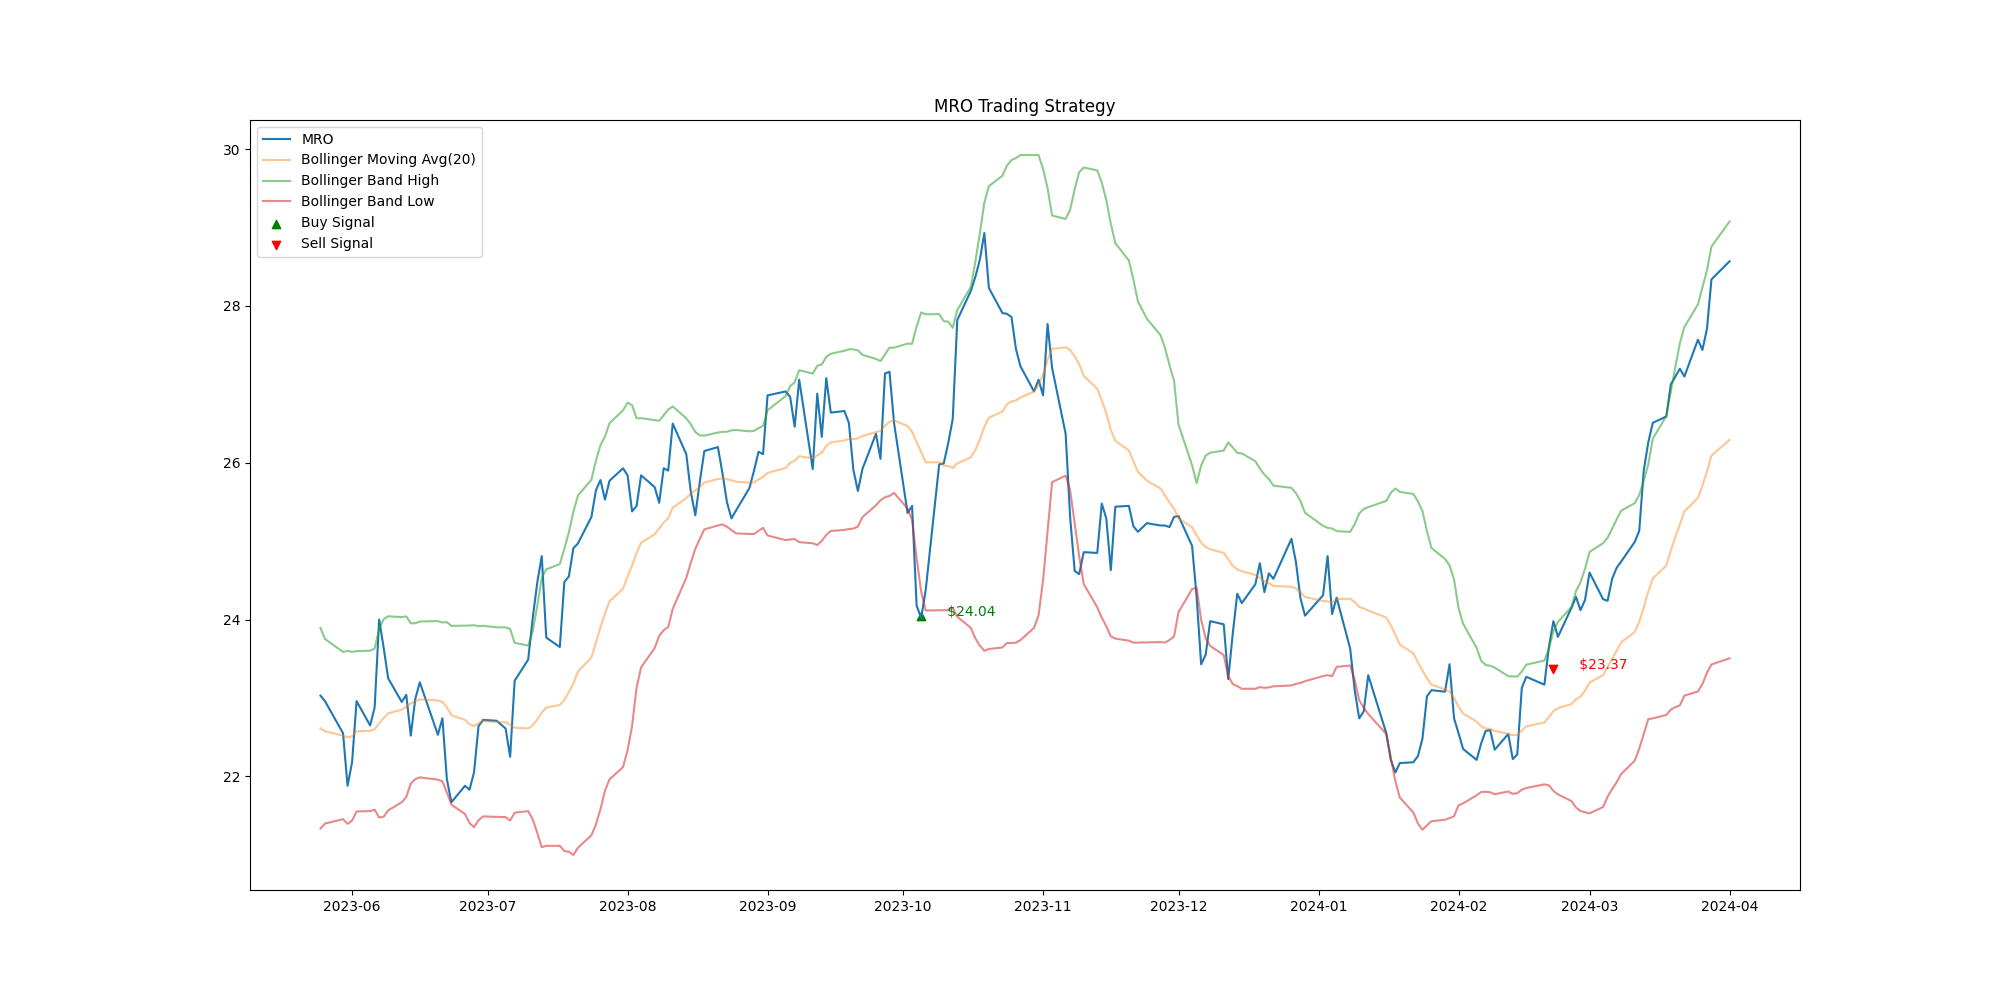 MRO Trading Strategy
MRO
Bollinger Moving Avg(20)
Bollinger Band High
Bollinger Band Low
Buy Signal
Sell Signal
30
28
26
24
22
$24.04
$23.37
2023-06 2023-07 2023-08 2023-09 2023-10 2023-11 2023-12 2024-01 2024-02 2024-03 2024-04